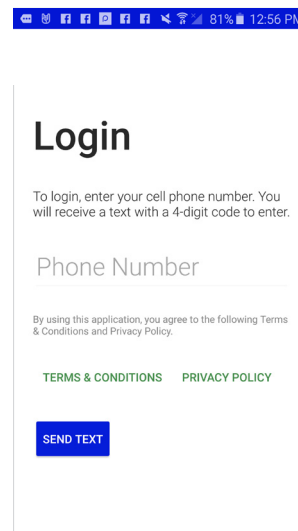 81% 12:56 PM
Login
To login, enter your cell phone number. You
will receive a text with a 4-digit code to enter.
Phone Number
By using this application, you agree to the following Terms
& Conditions and Privacy Policy.
TERMS & CONDITIONS PRIVACY POLICY
SEND TEXT